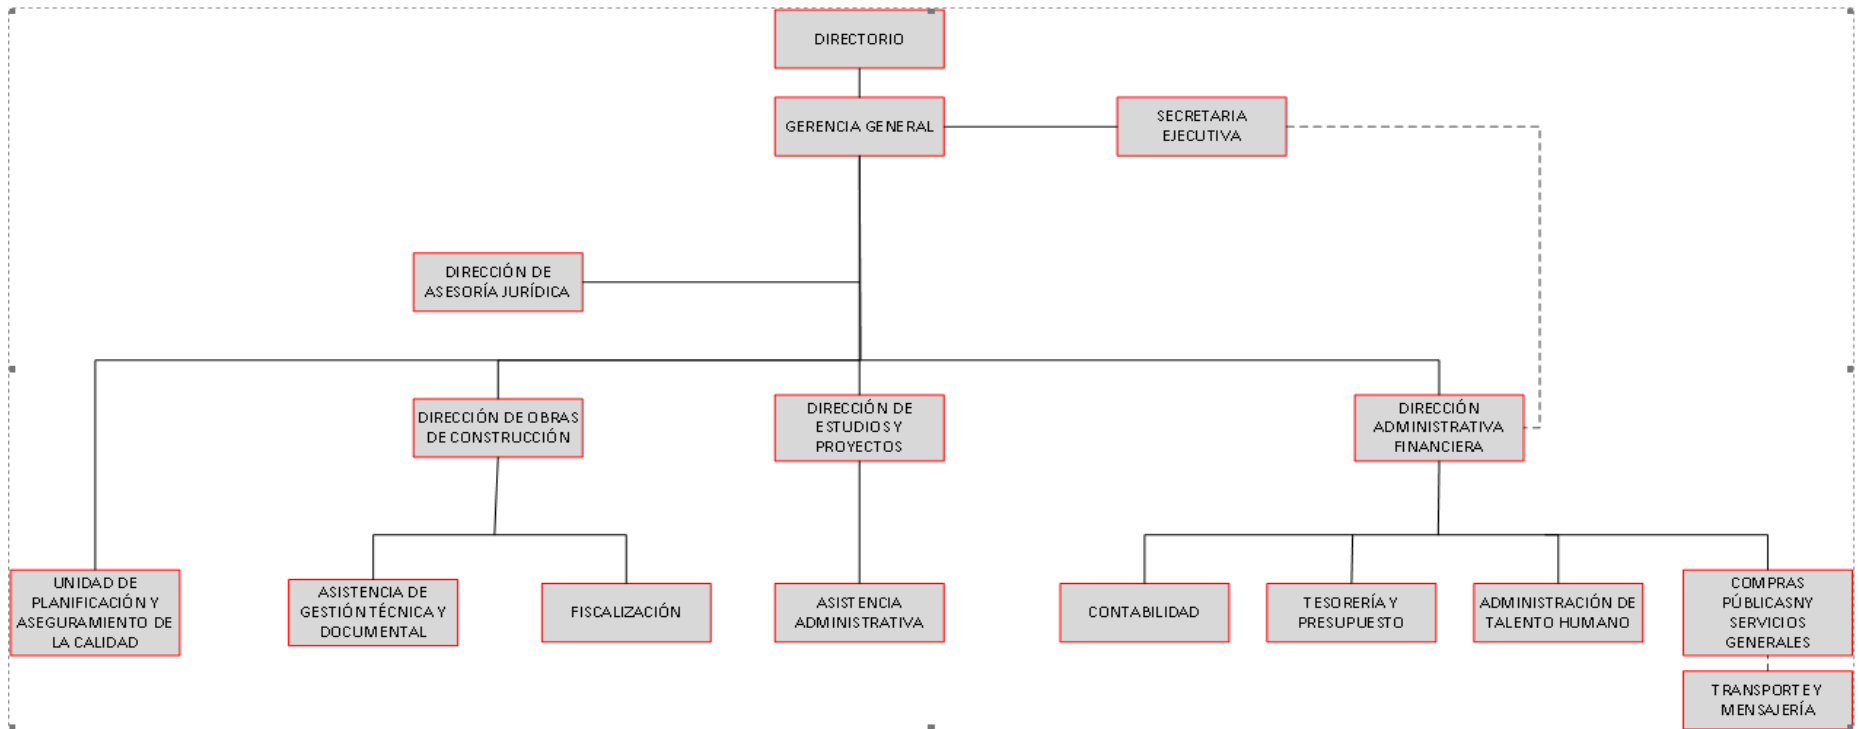 DIRECTORIO
GERENCIA GENERAL
SECRETARIA
EJECUTIVA
DIRECCIÓN DE
ASESORÍA JURÍDICA
DIRECCIÓN DE OBRAS
DE CONSTRUCCIÓN
DIRECCIÓN DE
ESTUDIOS Y
PROYECTOS
DIRECCIÓN
ADMINISTRATIVA
FINANCIERA
UNIDAD DE
PLANIFICACIÓN Y
ASEGURAMIENTO DE
LA CALIDAD
ASISTENCIA DE
GESTIÓN TÉCNICA Y
DOCUMENTAL
FISCALIZACIÓN
ASISTENCIA
ADMINISTRATIVA
CONTABILIDAD
TESORERÍA Y
PRESUPUESTO
ADMINISTRACIÓN DE
TALENTO HUMANO
COMPRAS
PÚBLICASNY
SERVICIOS
GENERALES
TRANSPORTE Y
MENSAJERÍA